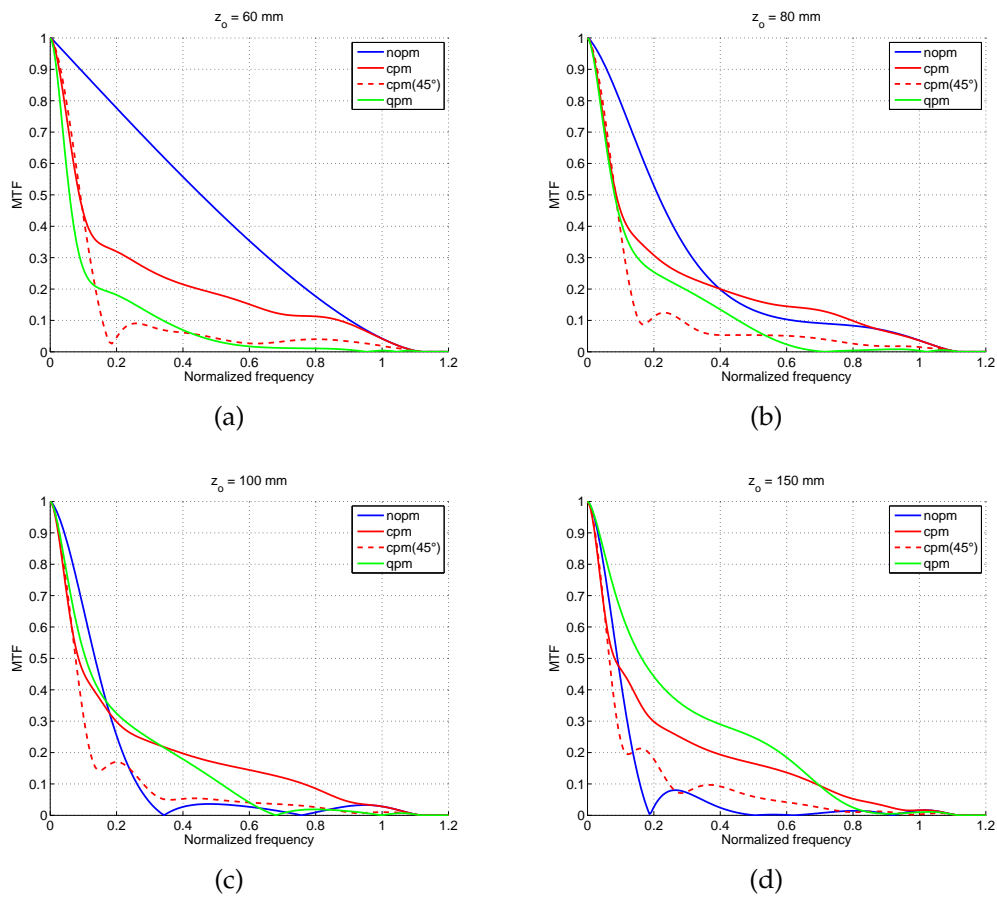 z_o = 60 mm
nopm
cpm
cpm(45°)
qpm
MTF
1
0.9
0.8
0.7
0.6
0.5
0.4
0.3
0.2
0.1
0
0 0.2 0.4 0.6 0.8 1 1.2
Normalized frequency
(a)
z_o = 80 mm
nopm
cpm
cpm(45°)
qpm
MTF
1
0.9
0.8
0.7
0.6
0.5
0.4
0.3
0.2
0.1
0
0 0.2 0.4 0.6 0.8 1 1.2
Normalized frequency
(b)
z_o = 100 mm
nopm
cpm
cpm(45°)
qpm
MTF
1
0.9
0.8
0.7
0.6
0.5
0.4
0.3
0.2
0.1
0
0 0.2 0.4 0.6 0.8 1 1.2
Normalized frequency
(c)
z_o = 150 mm
nopm
cpm
cpm(45°)
qpm
MTF
1
0.9
0.8
0.7
0.6
0.5
0.4
0.3
0.2
0.1
0
0 0.2 0.4 0.6 0.8 1 1.2
Normalized frequency
(d)